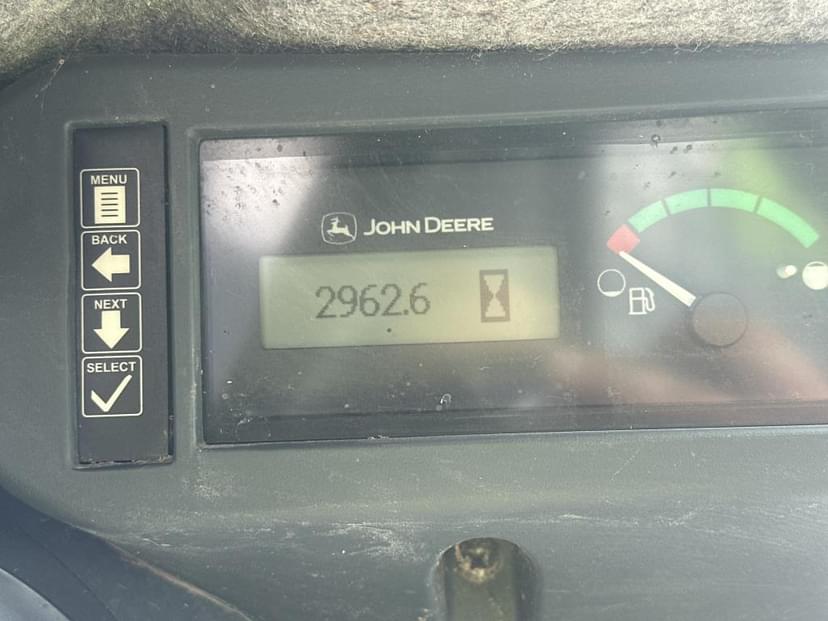 MENU
BACK
NEXT
SELECT
JOHN DEERE
2962.6